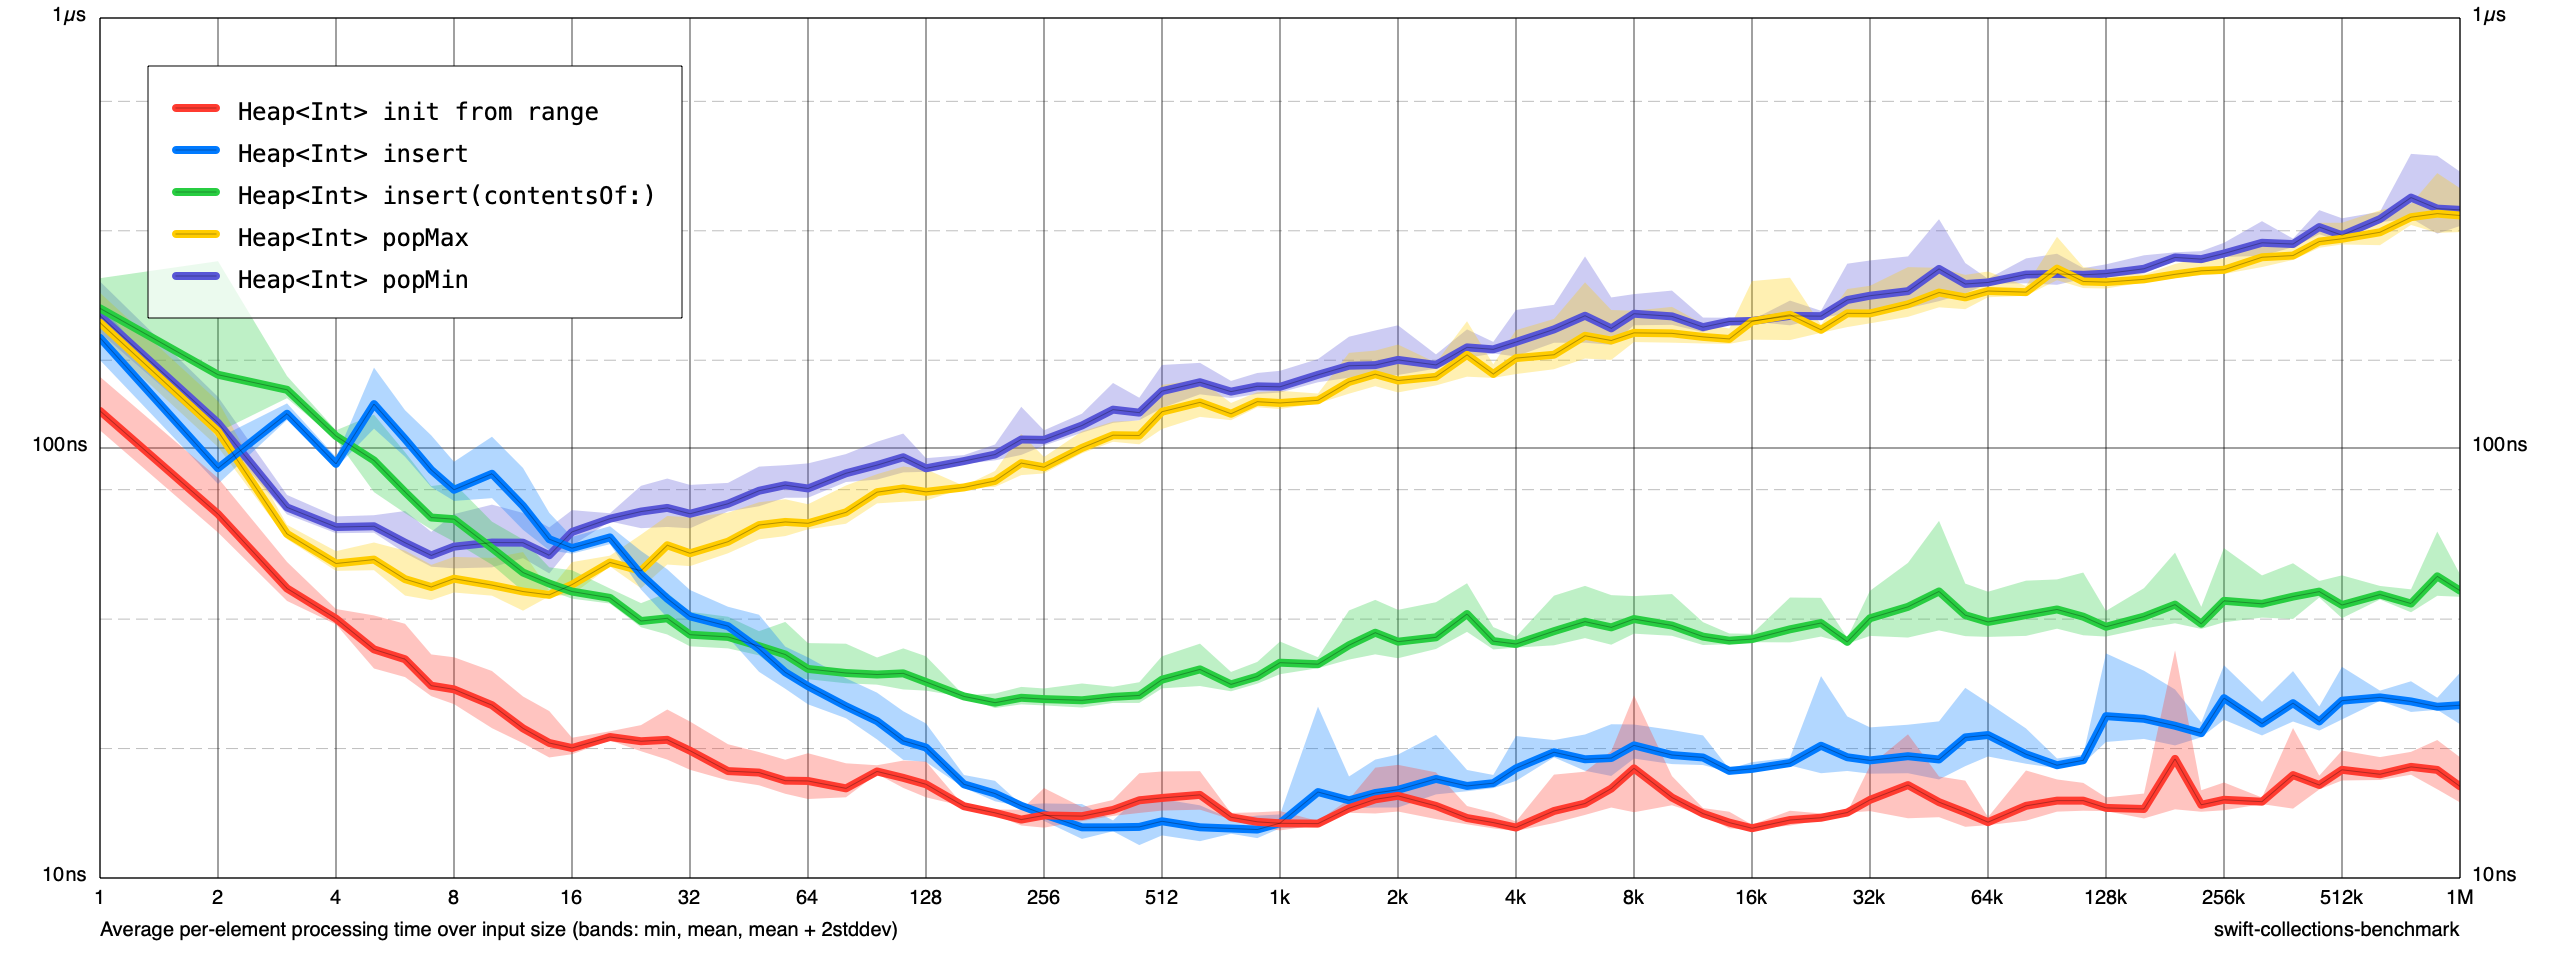 1μs
1μs
Heap<Int> init from range
Heap<Int> insert
Heap<Int> insert(contentsOf:)
Heap<Int> popMax
Heap<Int> popMin
100ns
100ns
10ns
10ns
1 2 4 8 16 32 64 128 256 512 1k 2k 4k 8k 16k 32k 64k 128k 256k 512k 1M
Average per-element processing time over input size (bands: min, mean, mean + 2stddev)
swift-collections-benchmark